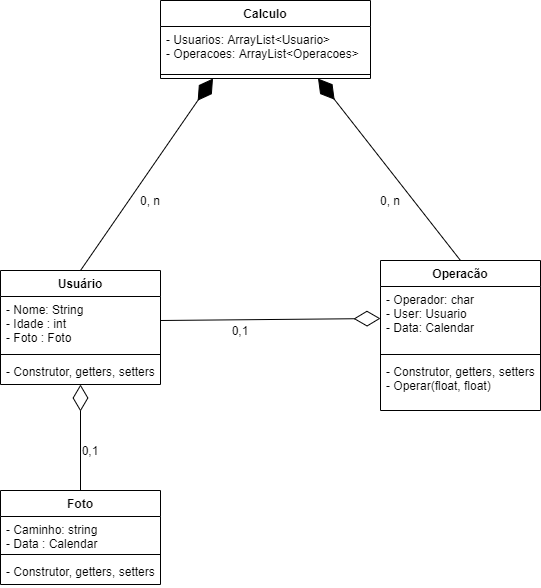 Calculo
- Usuarios: ArrayList<Usuario>
- Operacoes: ArrayList<Operacoes>
0, n
0, n
Usuário
- Nome: String
- Idade : int
- Foto : Foto
- Construtor, getters, setters
0,1
Operacão
- Operador: char
- User: Usuario
- Data: Calendar
- Construtor, getters, setters
- Operar(float, float)
0,1
Foto
- Caminho: string
- Data : Calendar
- Construtor, getters, setters